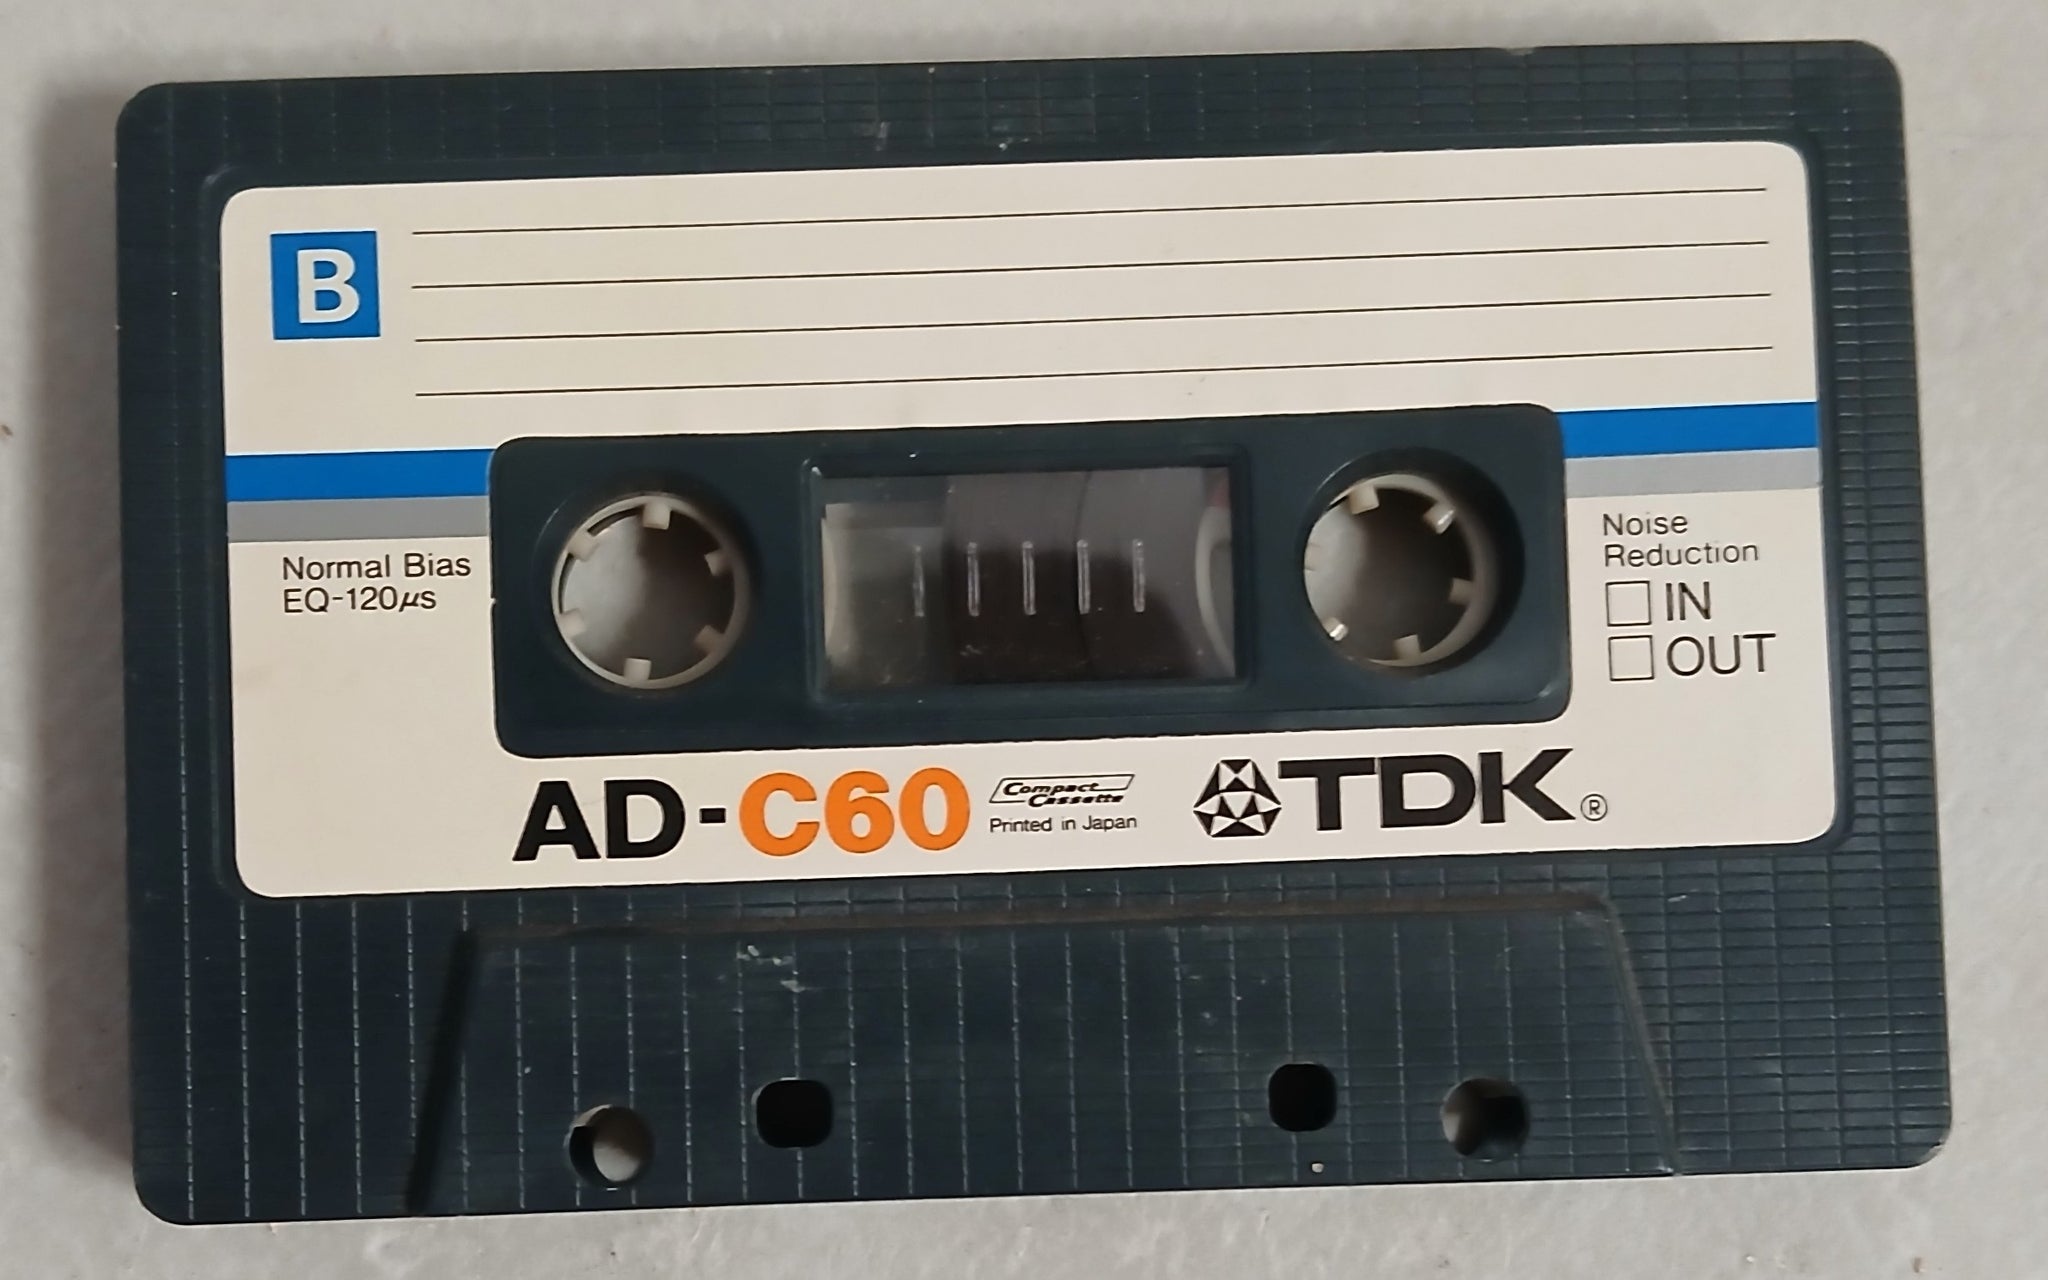 B
Normal Bias
EQ-120µs
Noise
Reduction
IN
OUT
AD-C60
Compact
Cassette
Printed in Japan
TDK®